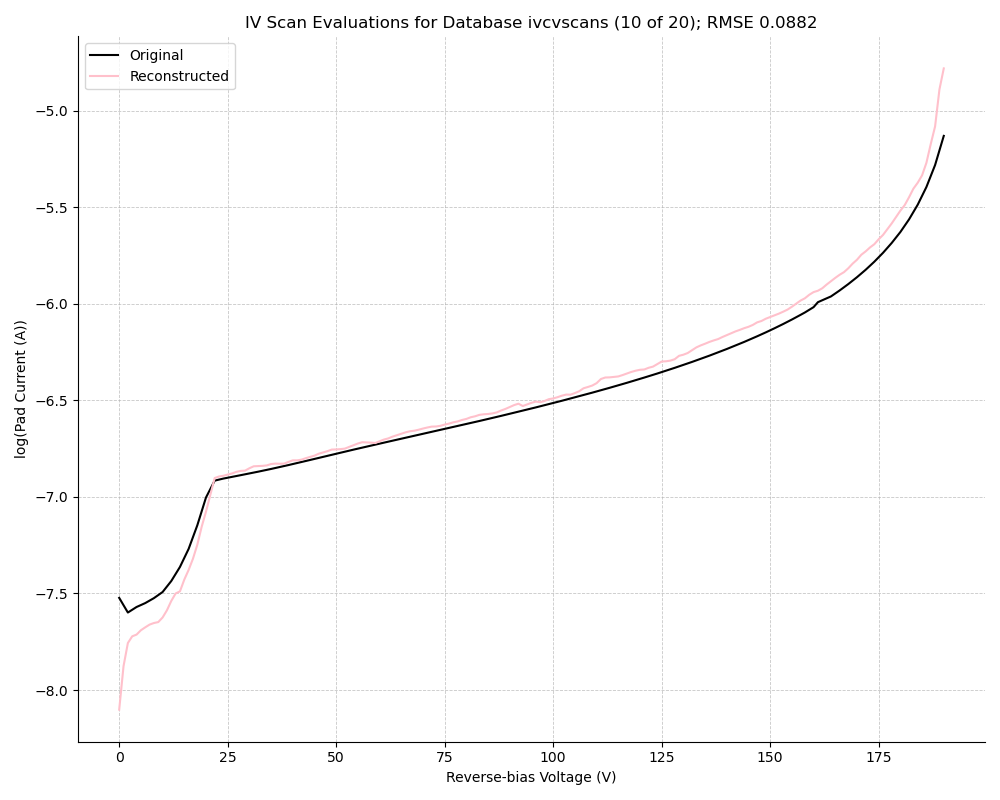 IV Scan Evaluations for Database ivcvscans (10 of 20); RMSE 0.0882
Original
Reconstructed
−5.0
−5.5
−6.0
−6.5
−7.0
−7.5
−8.0
log(Pad Current (A))
0 25 50 75 100 125 150 175
Reverse-bias Voltage (V)